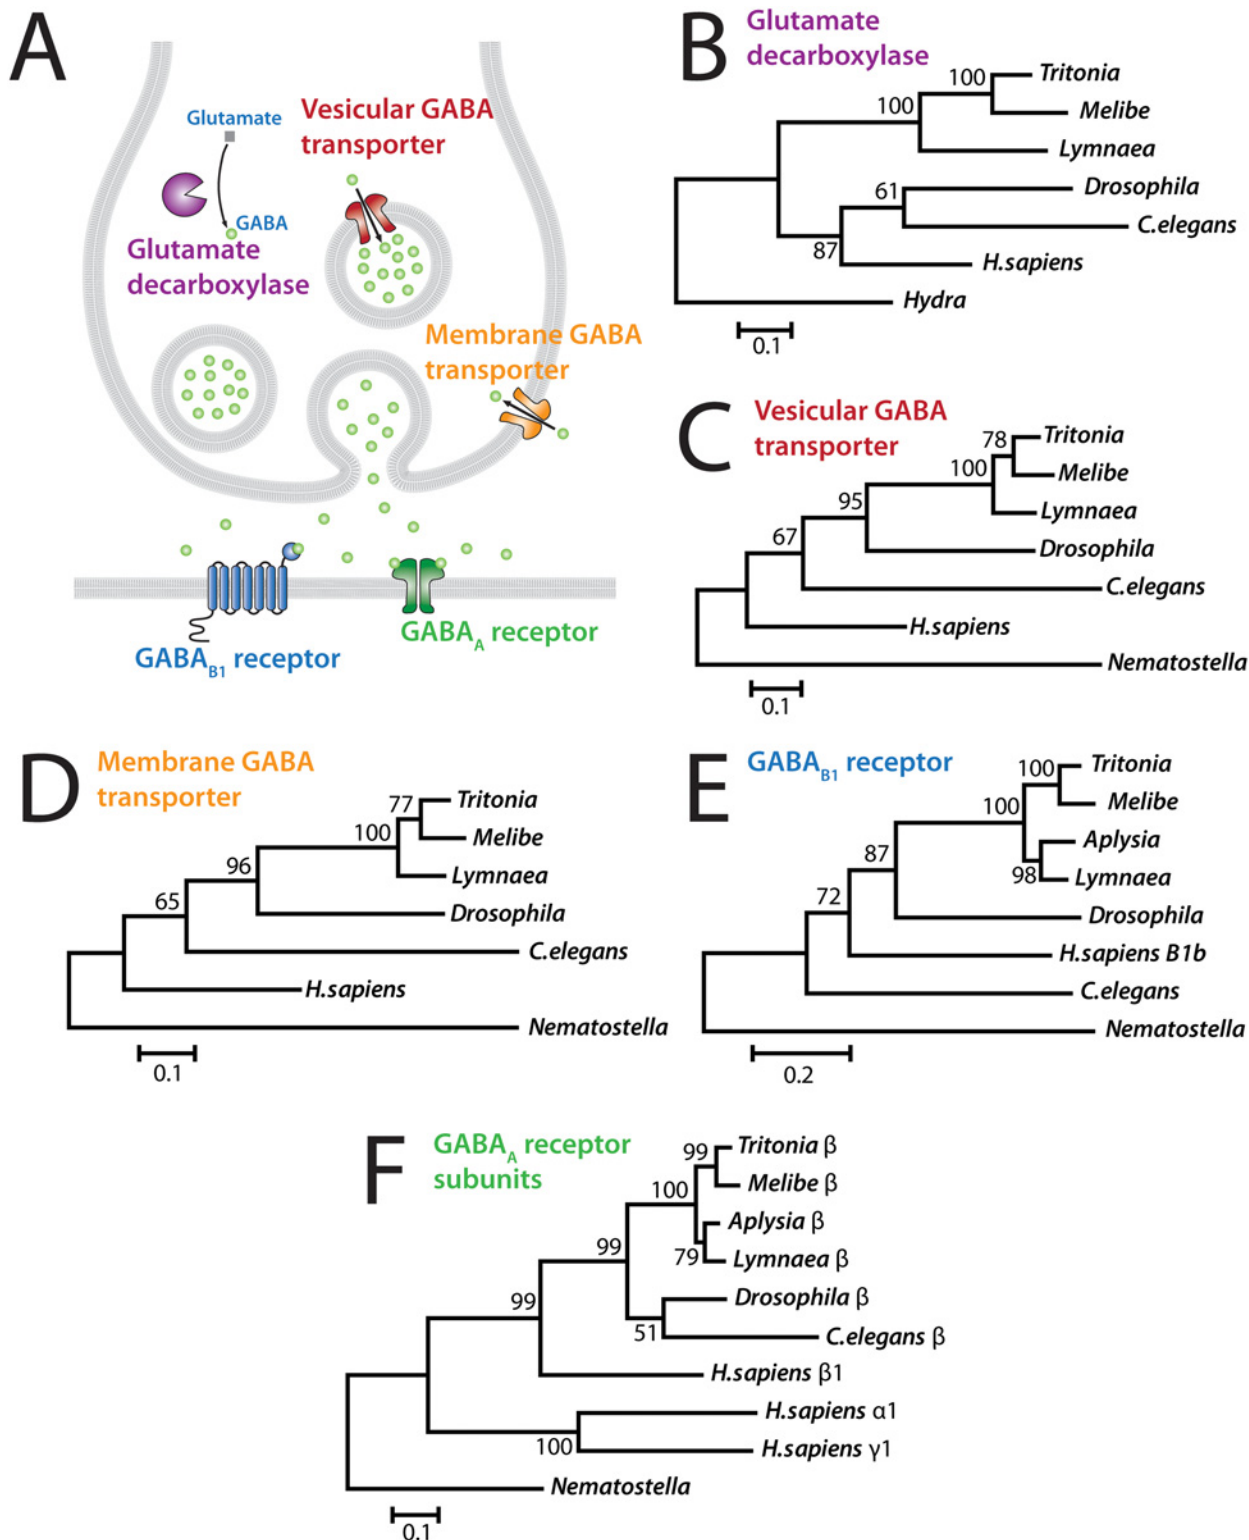 A
Glutamate
Vesicular GABA
transporter
GABA
Glutamate
decarboxylase
Membrane GABA
transporter
GABA_B1 receptor
GABA_A receptor
B
Glutamate
decarboxylase
100
Tritonia
100
Melibe
Lymnaea
61
Drosophila
C.elegans
87
H.sapiens
Hydra
0.1
C
Vesicular GABA
transporter
78
Tritonia
100
Melibe
95
Lymnaea
67
Drosophila
C.elegans
H.sapiens
Nematostella
0.1
D
Membrane GABA
transporter
77
Tritonia
100
Melibe
96
Lymnaea
65
Drosophila
C.elegans
H.sapiens
Nematostella
0.1
E
GABA_B1 receptor
100
Tritonia
100
Melibe
Aplysia
87
98
Lymnaea
72
Drosophila
H.sapiens B1b
C.elegans
Nematostella
0.2
F
GABA_A receptor
subunits
99
Tritonia β
100
Melibe β
Aplysia β
99
79
Lymnaea β
99
Drosophila β
51
C.elegans β
H.sapiens β1
H.sapiens α1
100
H.sapiens γ1
Nematostella
0.1